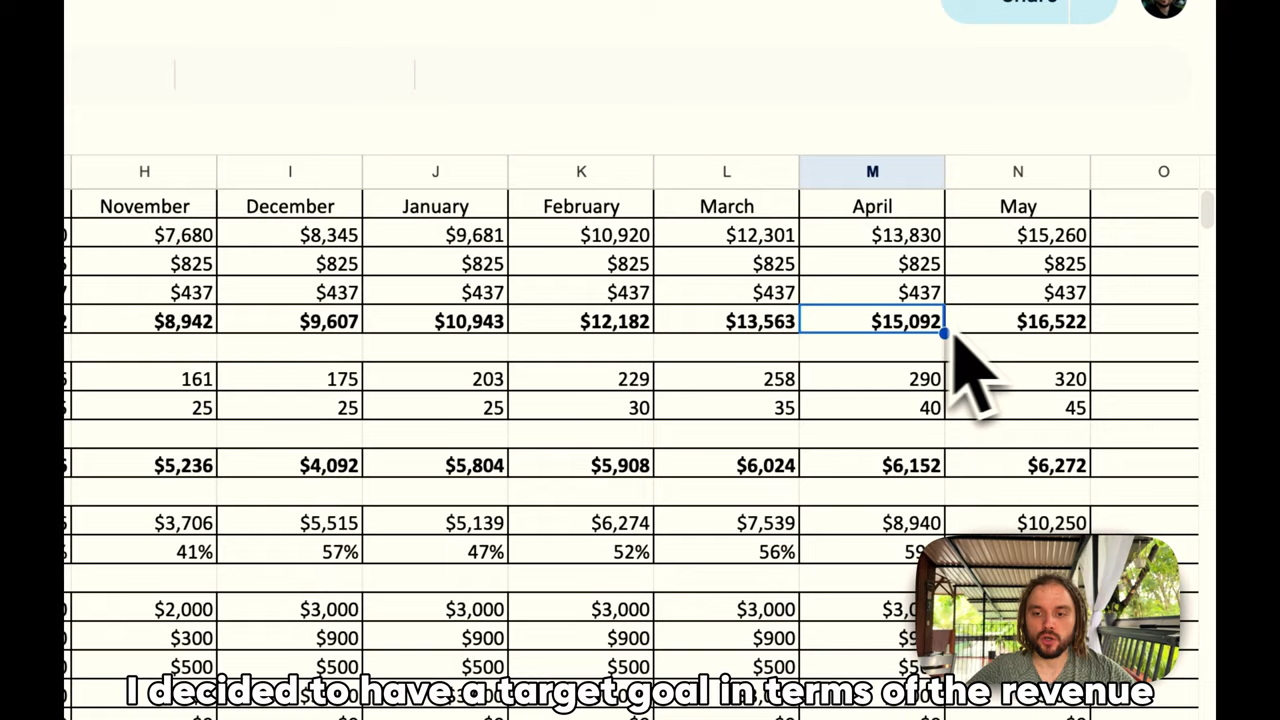 H I J K L M N O
November December January February March April May
$7,680 $8,345 $9,681 $10,920 $12,301 $13,830 $15,260
$825 $825 $825 $825 $825 $825 $825
$437 $437 $437 $437 $437 $437 $437
$8,942 $9,607 $10,943 $12,182 $13,563 $15,092 $16,522
161 175 203 229 258 290 320
25 25 25 30 35 40 45
$5,236 $4,092 $5,804 $5,908 $6,024 $6,152 $6,272
$3,706 $5,515 $5,139 $6,274 $7,539 $8,940 $10,250
41% 57% 47% 52% 56%
$2,000 $3,000 $3,000 $3,000 $3,000
$300 $900 $900 $900 $900
$500 $500 $500 $500 $500
I decided to have a target goal in terms of the revenue